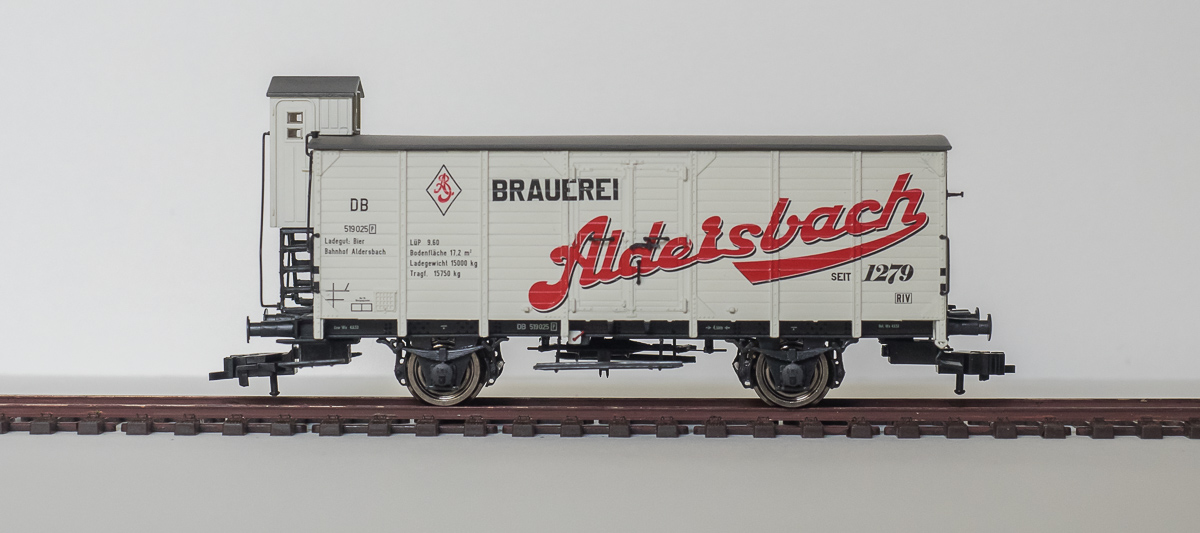 BRAUEREI
Aldersbach
SEIT 1279
DB
519025 P
Ladegut: Bier
Bahnhof Aldersbach
LüP 9,60
Bodenfläche 17,2 m²
Ladegewicht 15000 kg
Tragf. 15750 kg
RIV
DB 519025 P